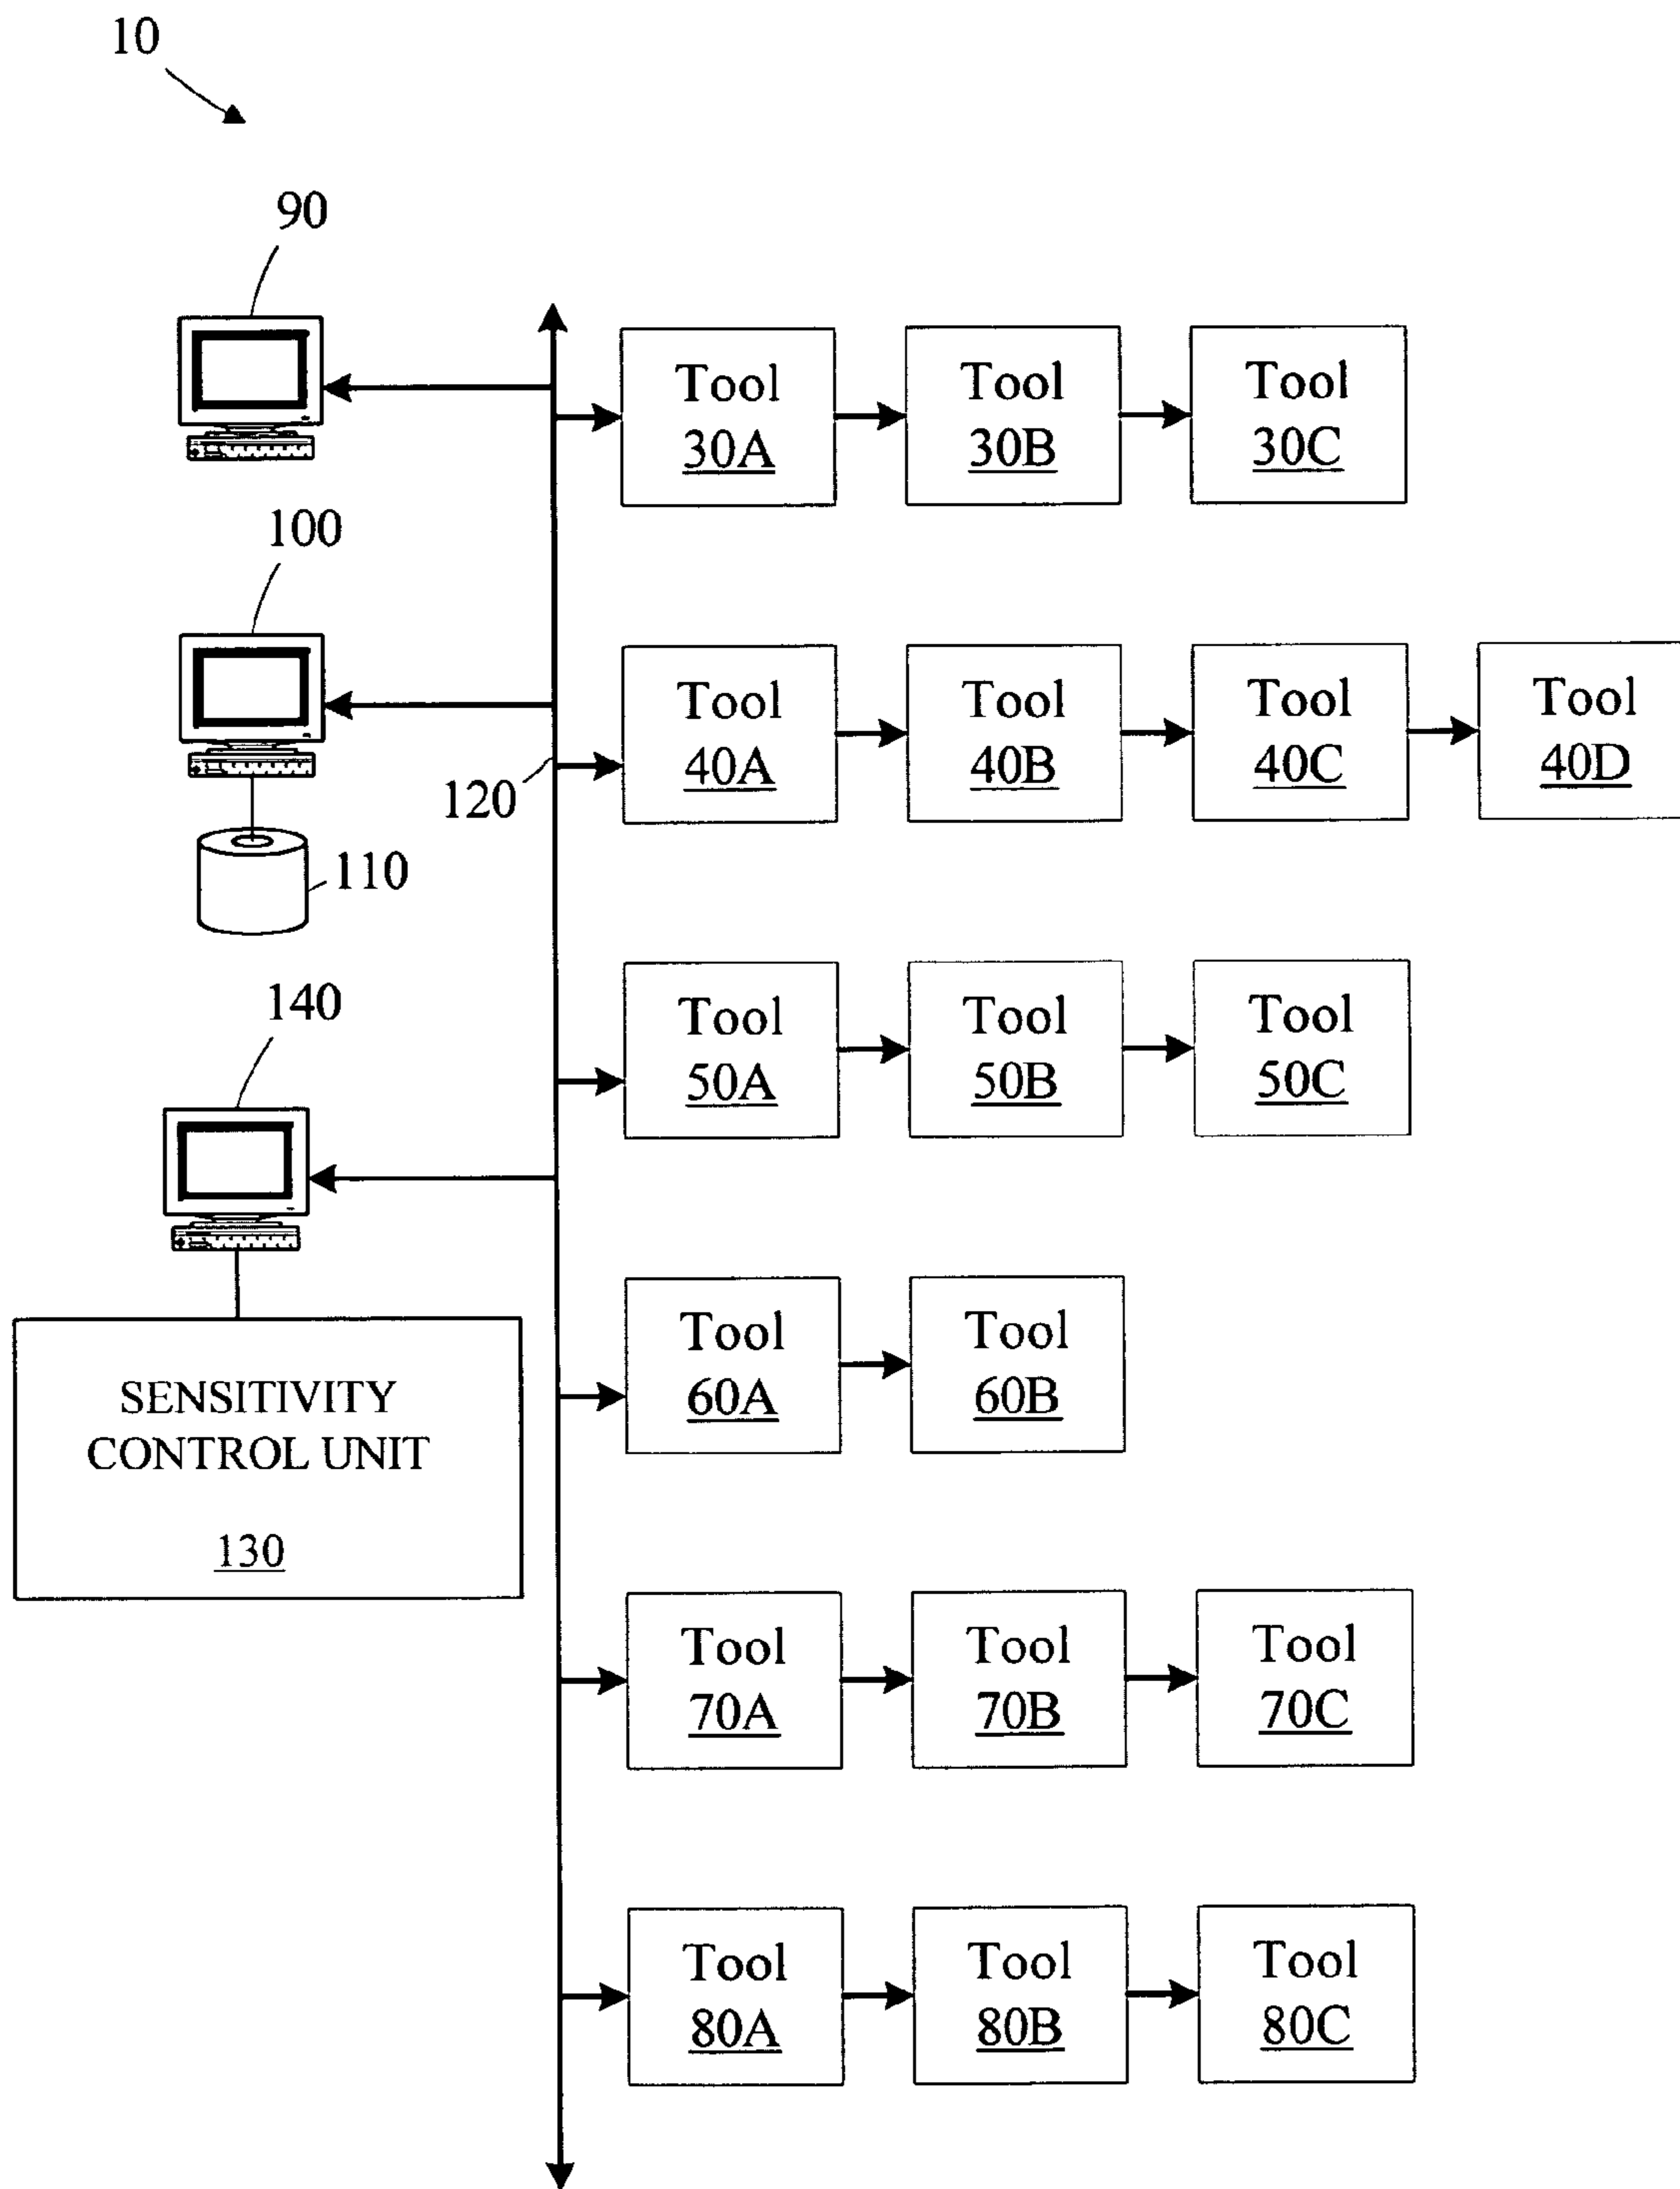 10
90
Tool
30A
Tool
30B
Tool
30C
100
Tool
40A
Tool
40B
Tool
40C
Tool
40D
120
110
140
Tool
50A
Tool
50B
Tool
50C
Tool
60A
Tool
60B
SENSITIVITY
CONTROL UNIT
130
Tool
70A
Tool
70B
Tool
70C
Tool
80A
Tool
80B
Tool
80C